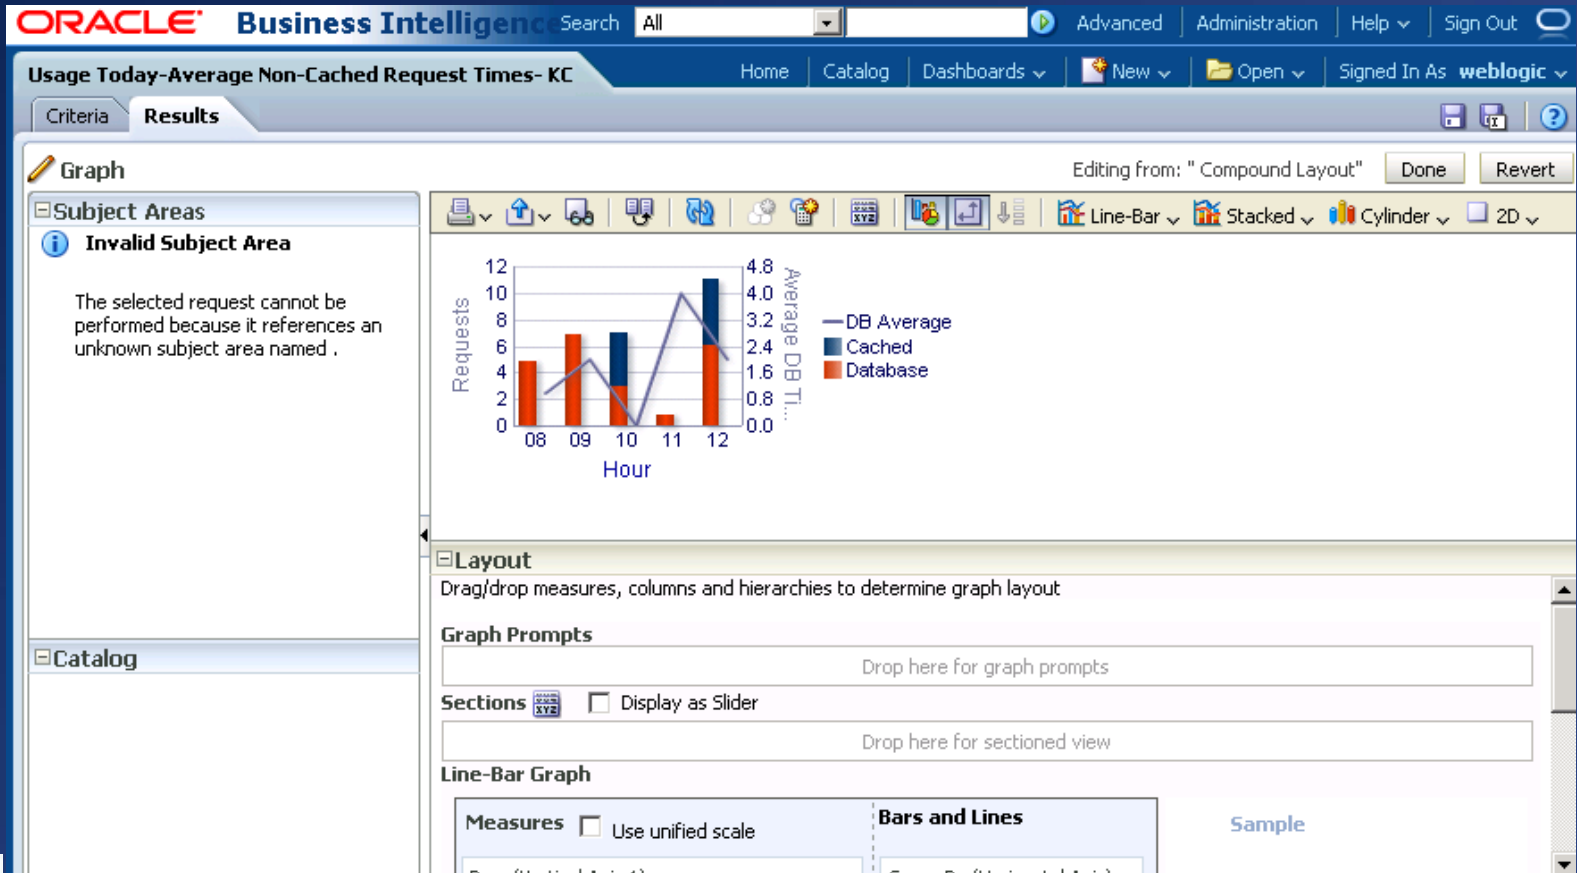 ORACLE Business Intelligence Search All Advanced Administration Help Sign Out
Usage Today-Average Non-Cached Request Times- KC Home Catalog Dashboards New Open Signed In As weblogic
Criteria Results
Graph Editing from: " Compound Layout" Done Revert
Subject Areas
Invalid Subject Area
The selected request cannot be
performed because it references an
unknown subject area named .
Line-Bar Stacked Cylinder 2D
12
10
8
6
4
2
0
Requests
4.8
4.0
3.2
2.4
1.6
0.8
0.0
Average DB Ti...
DB Average
Cached
Database
08 09 10 11 12
Hour
Layout
Drag/drop measures, columns and hierarchies to determine graph layout
Graph Prompts
Drop here for graph prompts
Catalog
Sections Display as Slider
Drop here for sectioned view
Line-Bar Graph
Measures Use unified scale
Bars and Lines
Sample